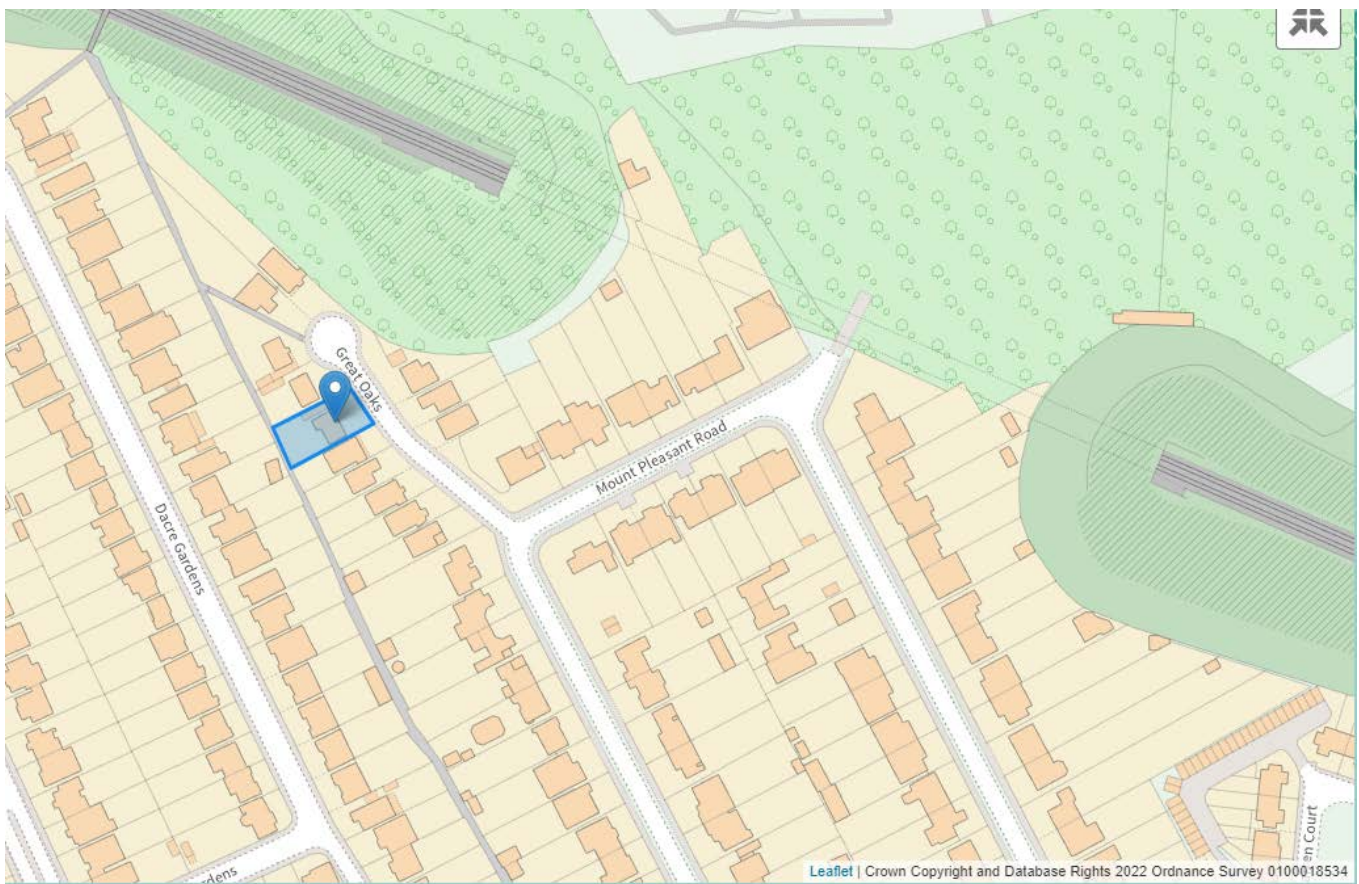 Great Oaks
Mount Pleasant Road
Dacre Gardens
en Court
dens
Leaflet | Crown Copyright and Database Rights 2022 Ordnance Survey 0100018534